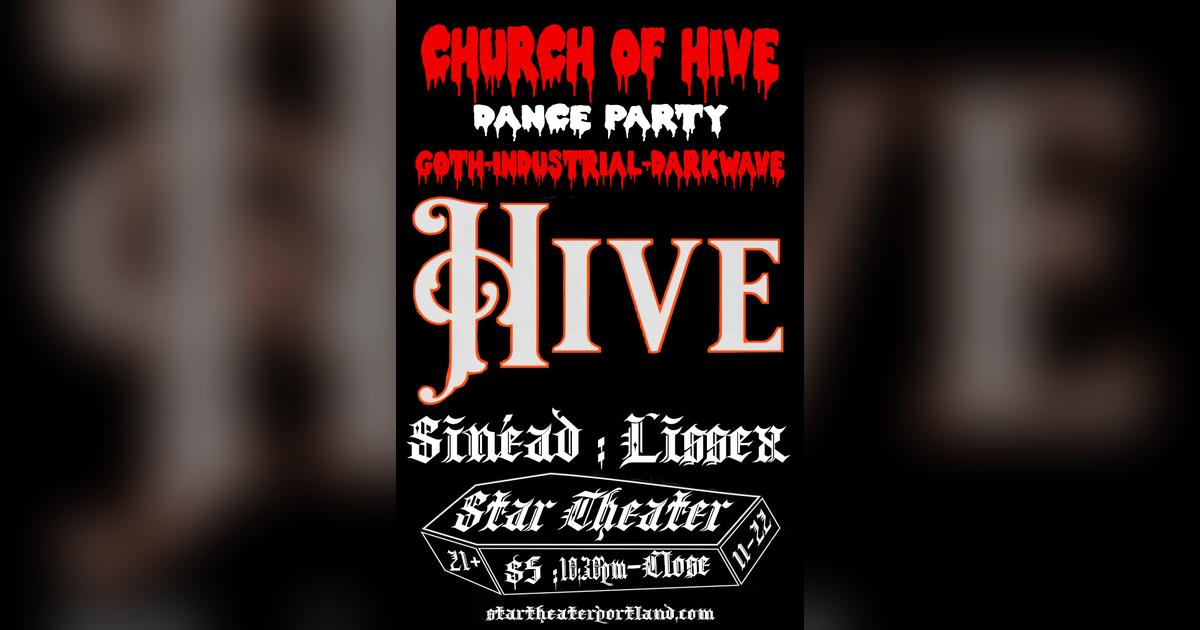 CHURCH OF HIVE
DANCE PARTY
GOTH-INDUSTRIAL-DARKWAVE
HIVE
Sinéad : Lissex
Star Theater
21+
$5 : 10:30pm-Close
11-22
startheaterportland.com